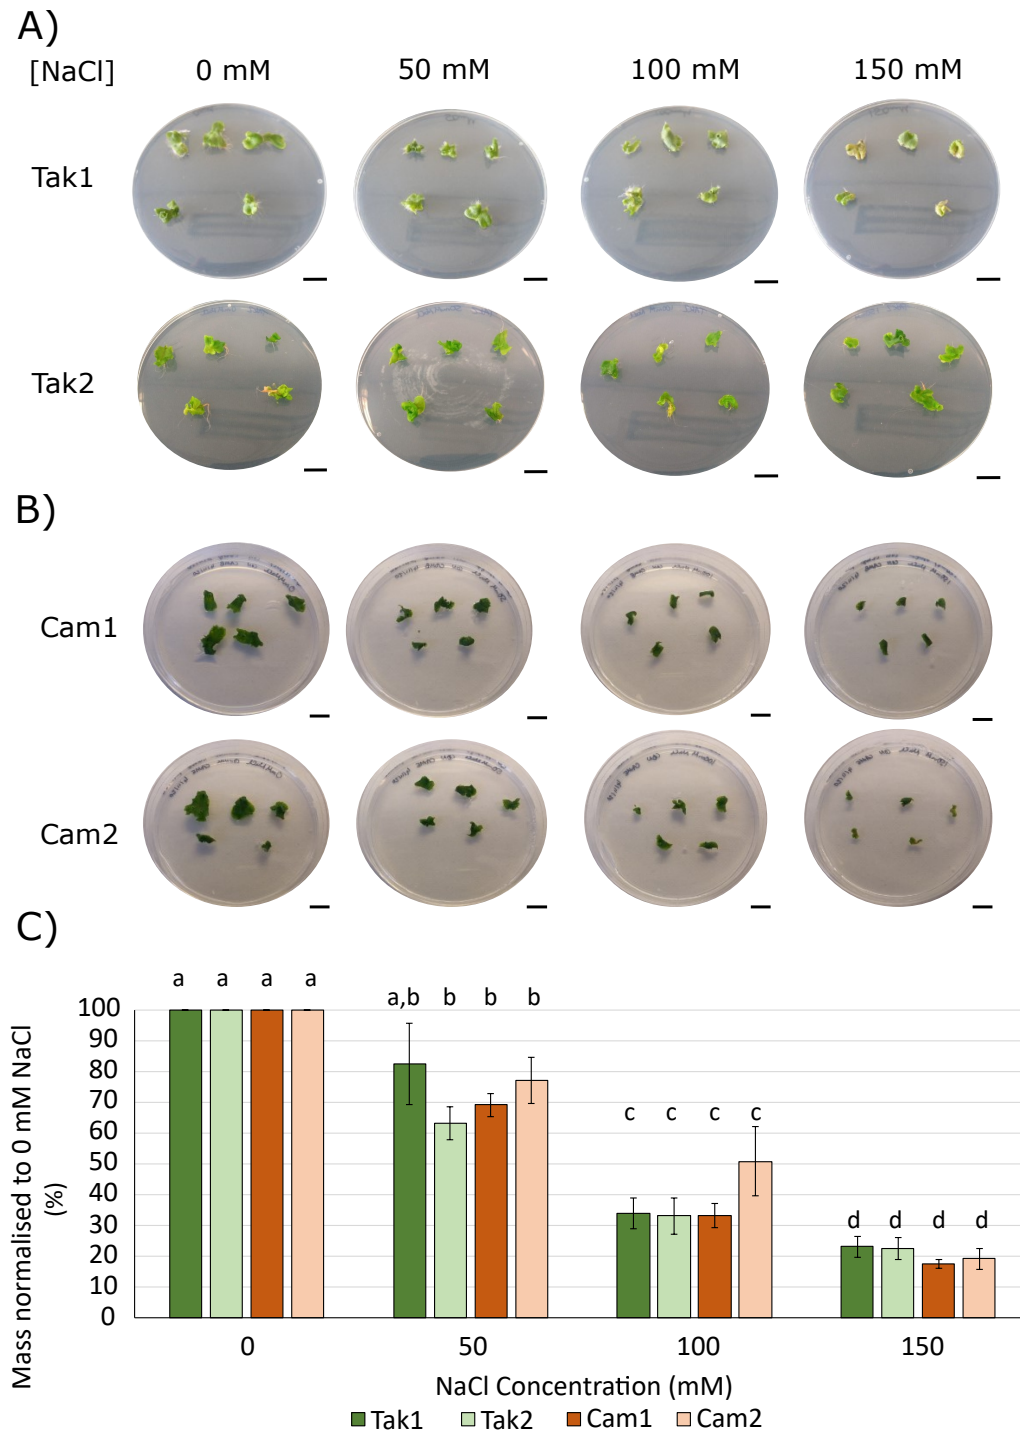 A)
[NaCl] 0 mM 50 mM 100 mM 150 mM
Tak1
Tak2
B)
Cam1
Cam2
C)
a a a a
a,b b b b
c c c c
d d d d
Mass normalised to 0 mM NaCl
(%)
100
90
80
70
60
50
40
30
20
10
0
0 50 100 150
NaCl Concentration (mM)
Tak1 Tak2 Cam1 Cam2